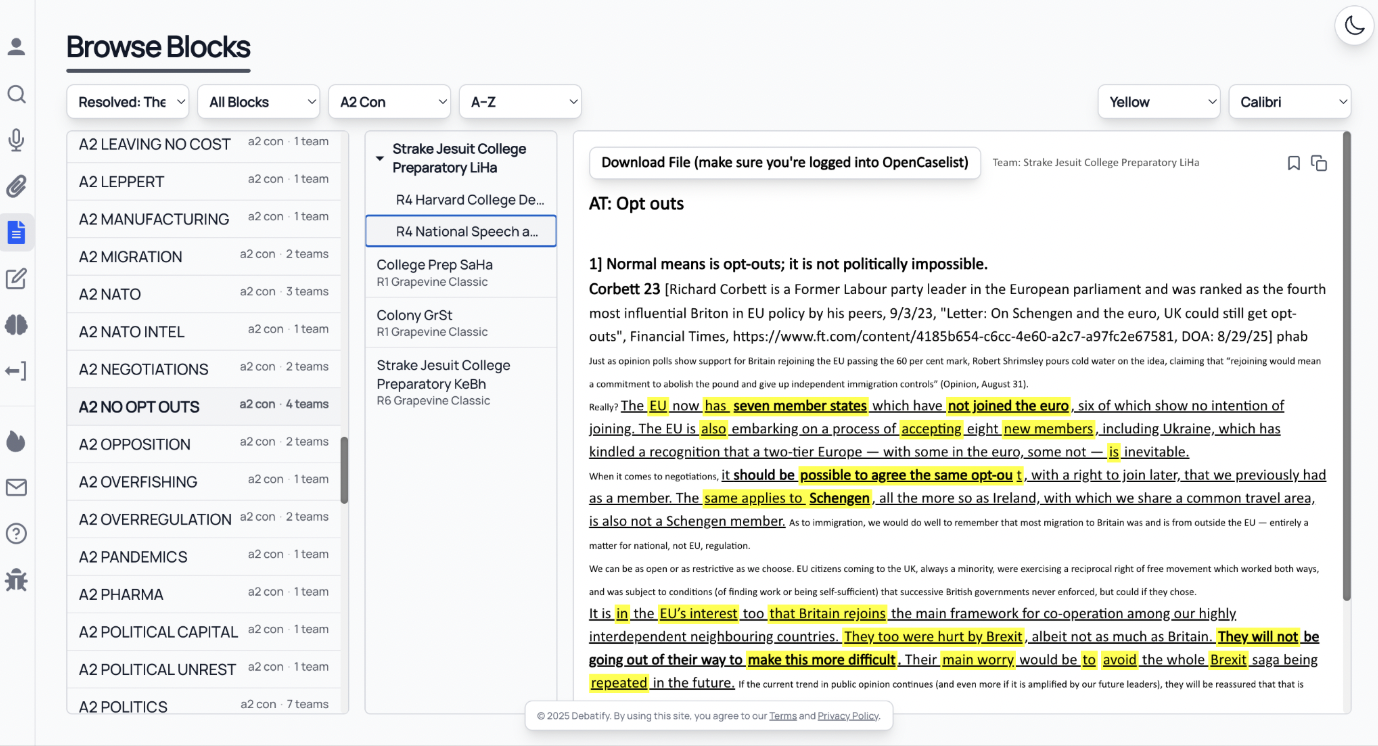 Browse Blocks
Resolved: The
All Blocks
A2 Con
A–Z
Yellow
Calibri
A2 LEAVING NO COST a2 con · 1 team
A2 LEPPERT a2 con · 1 team
A2 MANUFACTURING a2 con · 1 team
A2 MIGRATION a2 con · 2 teams
A2 NATO a2 con · 3 teams
A2 NATO INTEL a2 con · 1 team
A2 NEGOTIATIONS a2 con · 2 teams
A2 NO OPT OUTS a2 con · 4 teams
A2 OPPOSITION a2 con · 2 teams
A2 OVERFISHING a2 con · 1 team
A2 OVERREGULATION a2 con · 2 teams
A2 PANDEMICS a2 con · 1 team
A2 PHARMA a2 con · 1 team
A2 POLITICAL CAPITAL a2 con · 1 team
A2 POLITICAL UNREST a2 con · 1 team
A2 POLITICS a2 con · 7 teams
Strake Jesuit College
Preparatory LiHa
R4 Harvard College De...
R4 National Speech a...
College Prep SaHa
R1 Grapevine Classic
Colony GrSt
R1 Grapevine Classic
Strake Jesuit College
Preparatory KeBh
R6 Grapevine Classic
Download File (make sure you're logged into OpenCaselist)
Team: Strake Jesuit College Preparatory LiHa
AT: Opt outs
1] Normal means is opt-outs; it is not politically impossible.
Corbett 23 [Richard Corbett is a Former Labour party leader in the European parliament and was ranked as the fourth
most influential Briton in EU policy by his peers, 9/3/23, "Letter: On Schengen and the euro, UK could still get opt-
outs", Financial Times, https://www.ft.com/content/4185b654-c6cc-4e60-a2c7-a97fc2e67581, DOA: 8/29/25] phab
Just as opinion polls show support for Britain rejoining the EU passing the 60 per cent mark, Robert Shrimsley pours cold water on the idea, claiming that “rejoining would mean
a commitment to abolish the pound and give up independent immigration controls” (Opinion, August 31).
Really? The EU now has seven member states which have not joined the euro, six of which show no intention of
joining. The EU is also embarking on a process of accepting eight new members, including Ukraine, which has
kindled a recognition that a two-tier Europe — with some in the euro, some not — is inevitable.
When it comes to negotiations, it should be possible to agree the same opt-ou t, with a right to join later, that we previously had
as a member. The same applies to Schengen, all the more so as Ireland, with which we share a common travel area,
is also not a Schengen member. As to immigration, we would do well to remember that most migration to Britain was and is from outside the EU — entirely a
matter for national, not EU, regulation.
We can be as open or as restrictive as we choose. EU citizens coming to the UK, always a minority, were exercising a reciprocal right of free movement which worked both ways,
and was subject to conditions (of finding work or being self-sufficient) that successive British governments never enforced, but could if they chose.
It is in the EU’s interest too that Britain rejoins the main framework for co-operation among our highly
interdependent neighbouring countries. They too were hurt by Brexit, albeit not as much as Britain. They will not be
going out of their way to make this more difficult. Their main worry would be to avoid the whole Brexit saga being
repeated in the future. If the current trend in public opinion continues (and even more if it is amplified by our future leaders), they will be reassured that that is
© 2025 Debatify. By using this site, you agree to our Terms and Privacy Policy.